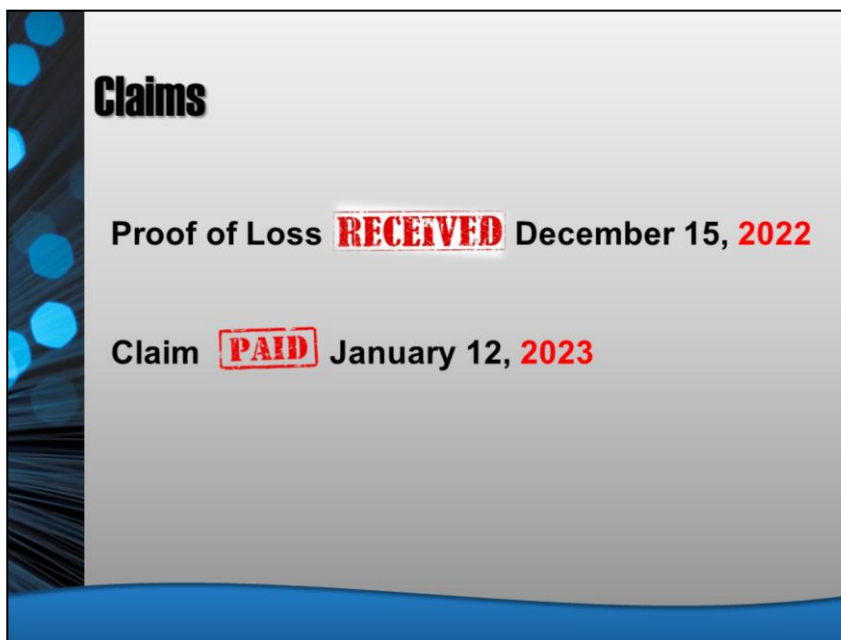 Claims
Proof of Loss RECEIVED December 15, 2022
Claim PAID January 12, 2023